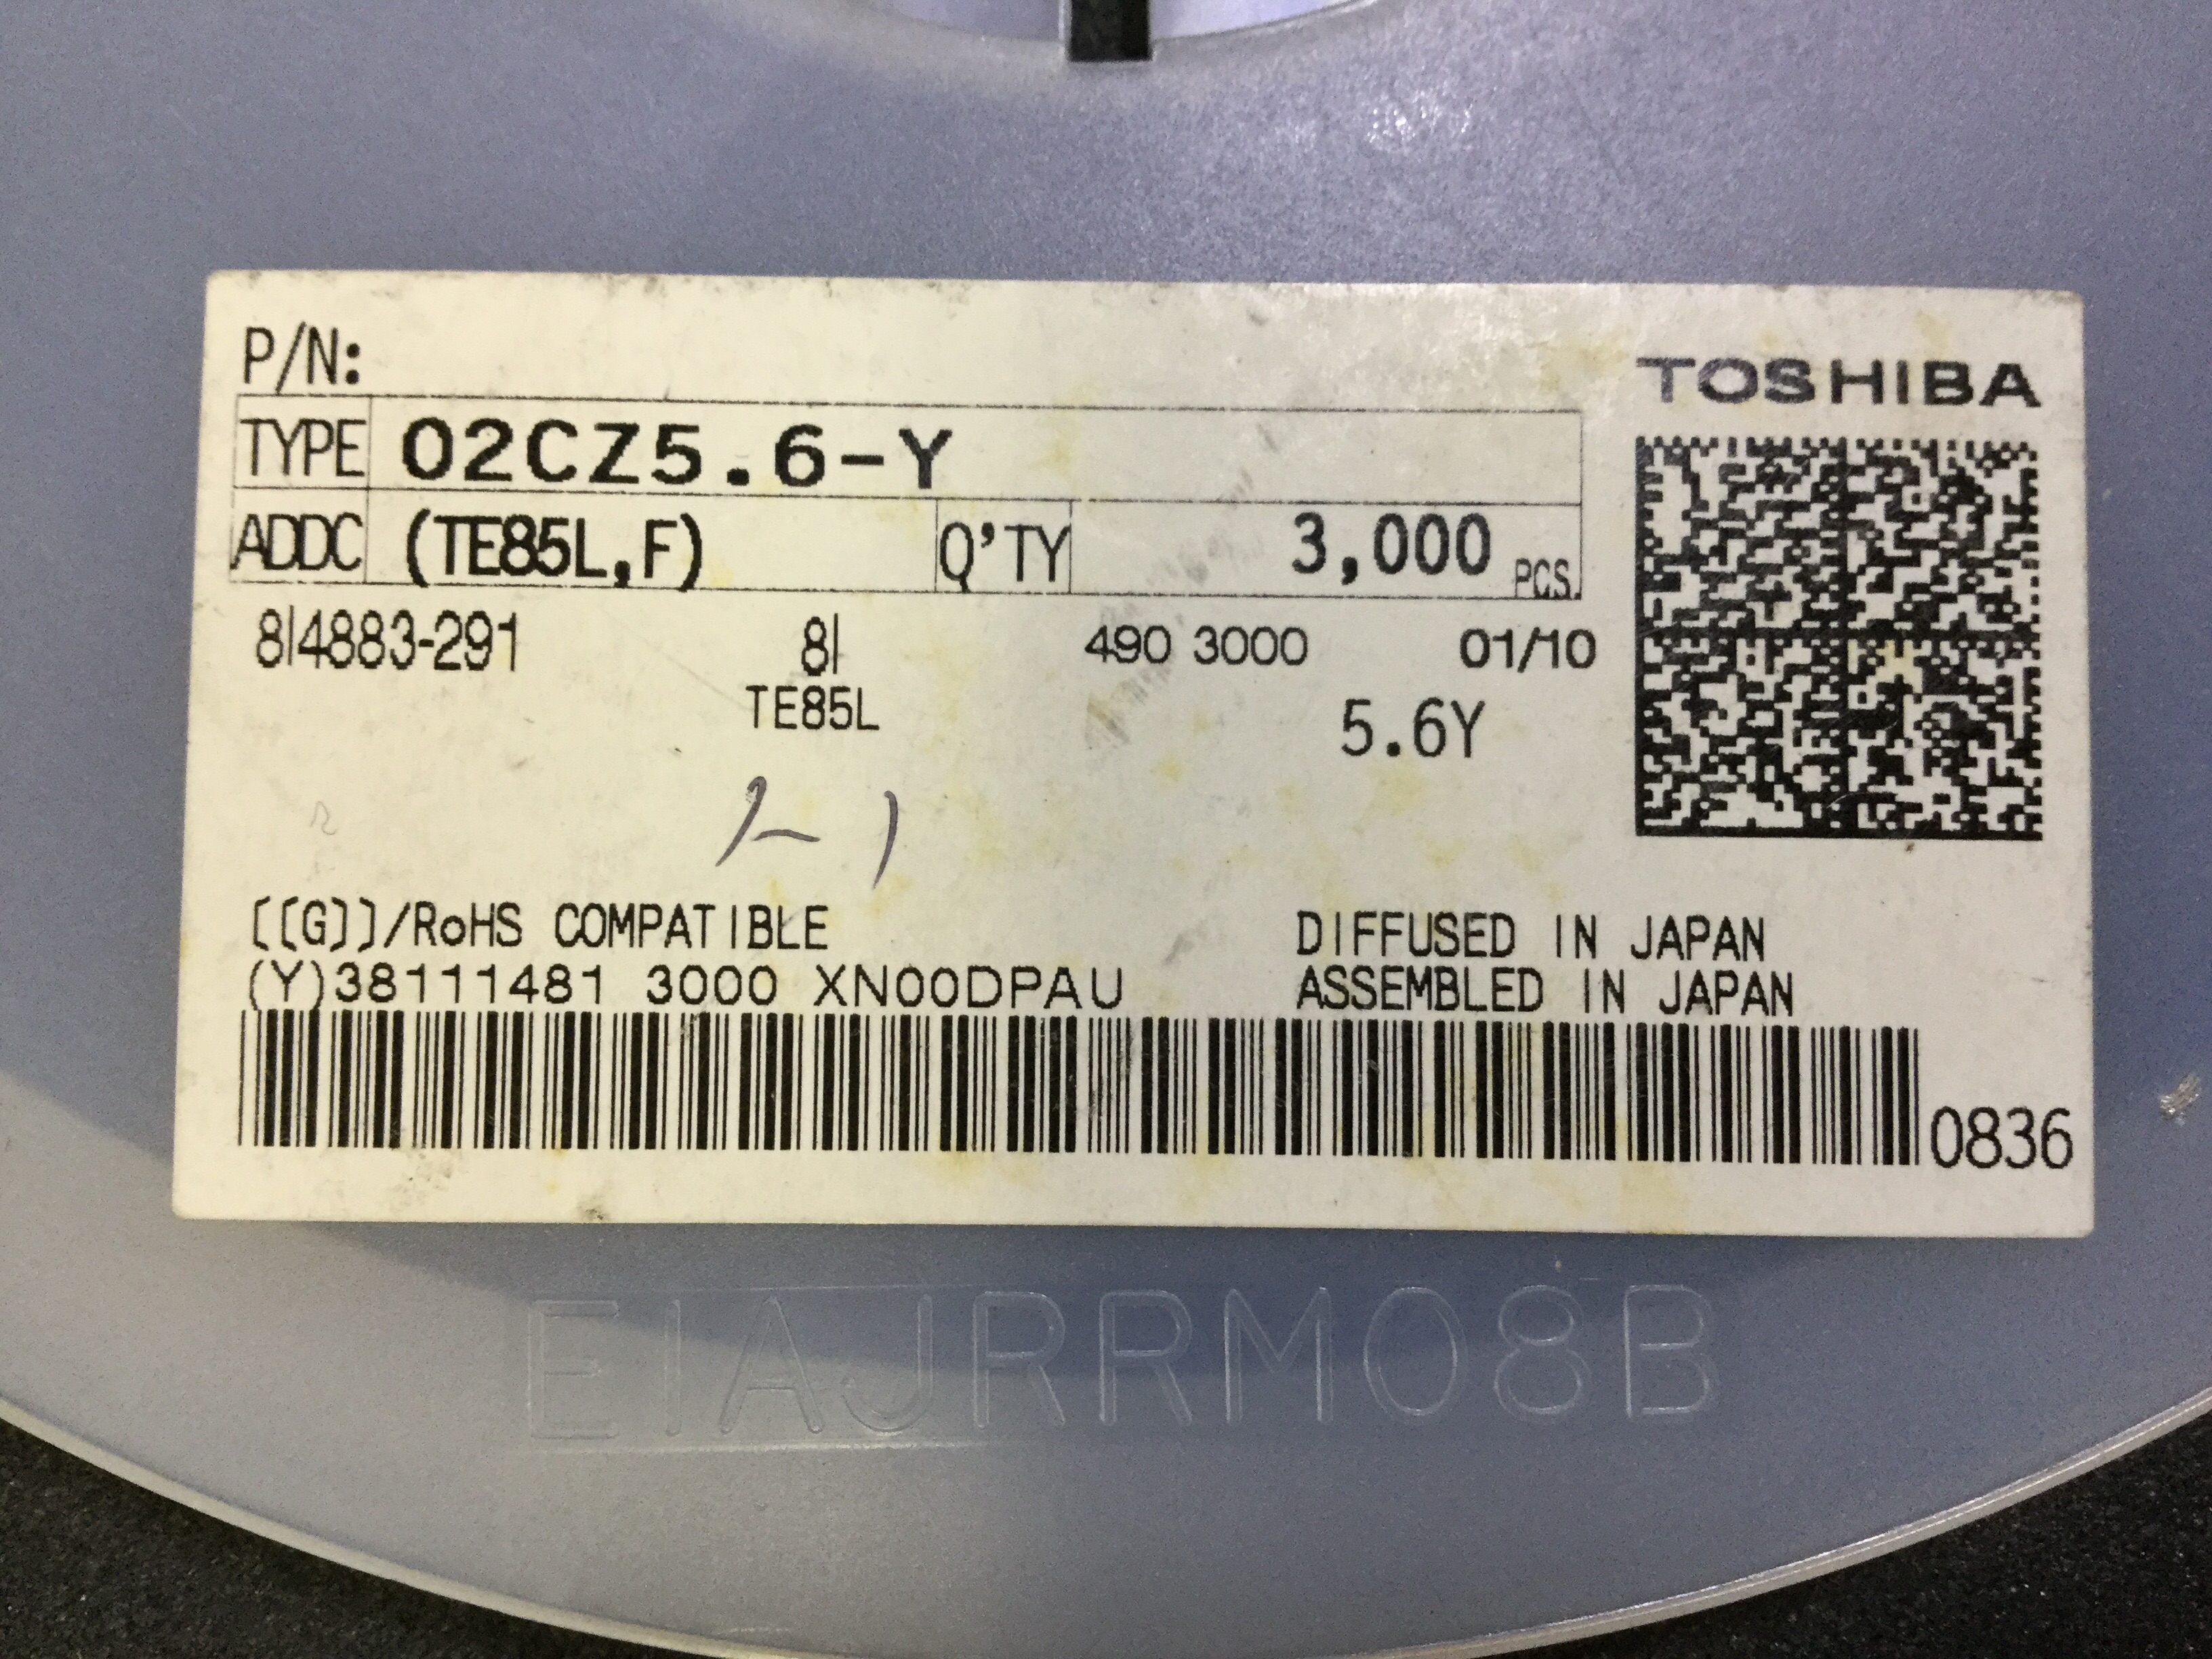 P/N:
TOSHIBA
TYPE 02CZ5.6-Y
ADDC (TE85L,F) Q'TY 3,000 PCS.
8|4883-291 8| 490 3000 01/10
TE85L 5.6Y
[[G]]/RoHS COMPATIBLE
DIFFUSED IN JAPAN
(Y)38111481 3000 XN00DPAU
ASSEMBLED IN JAPAN
0836
EIAJRRM08B